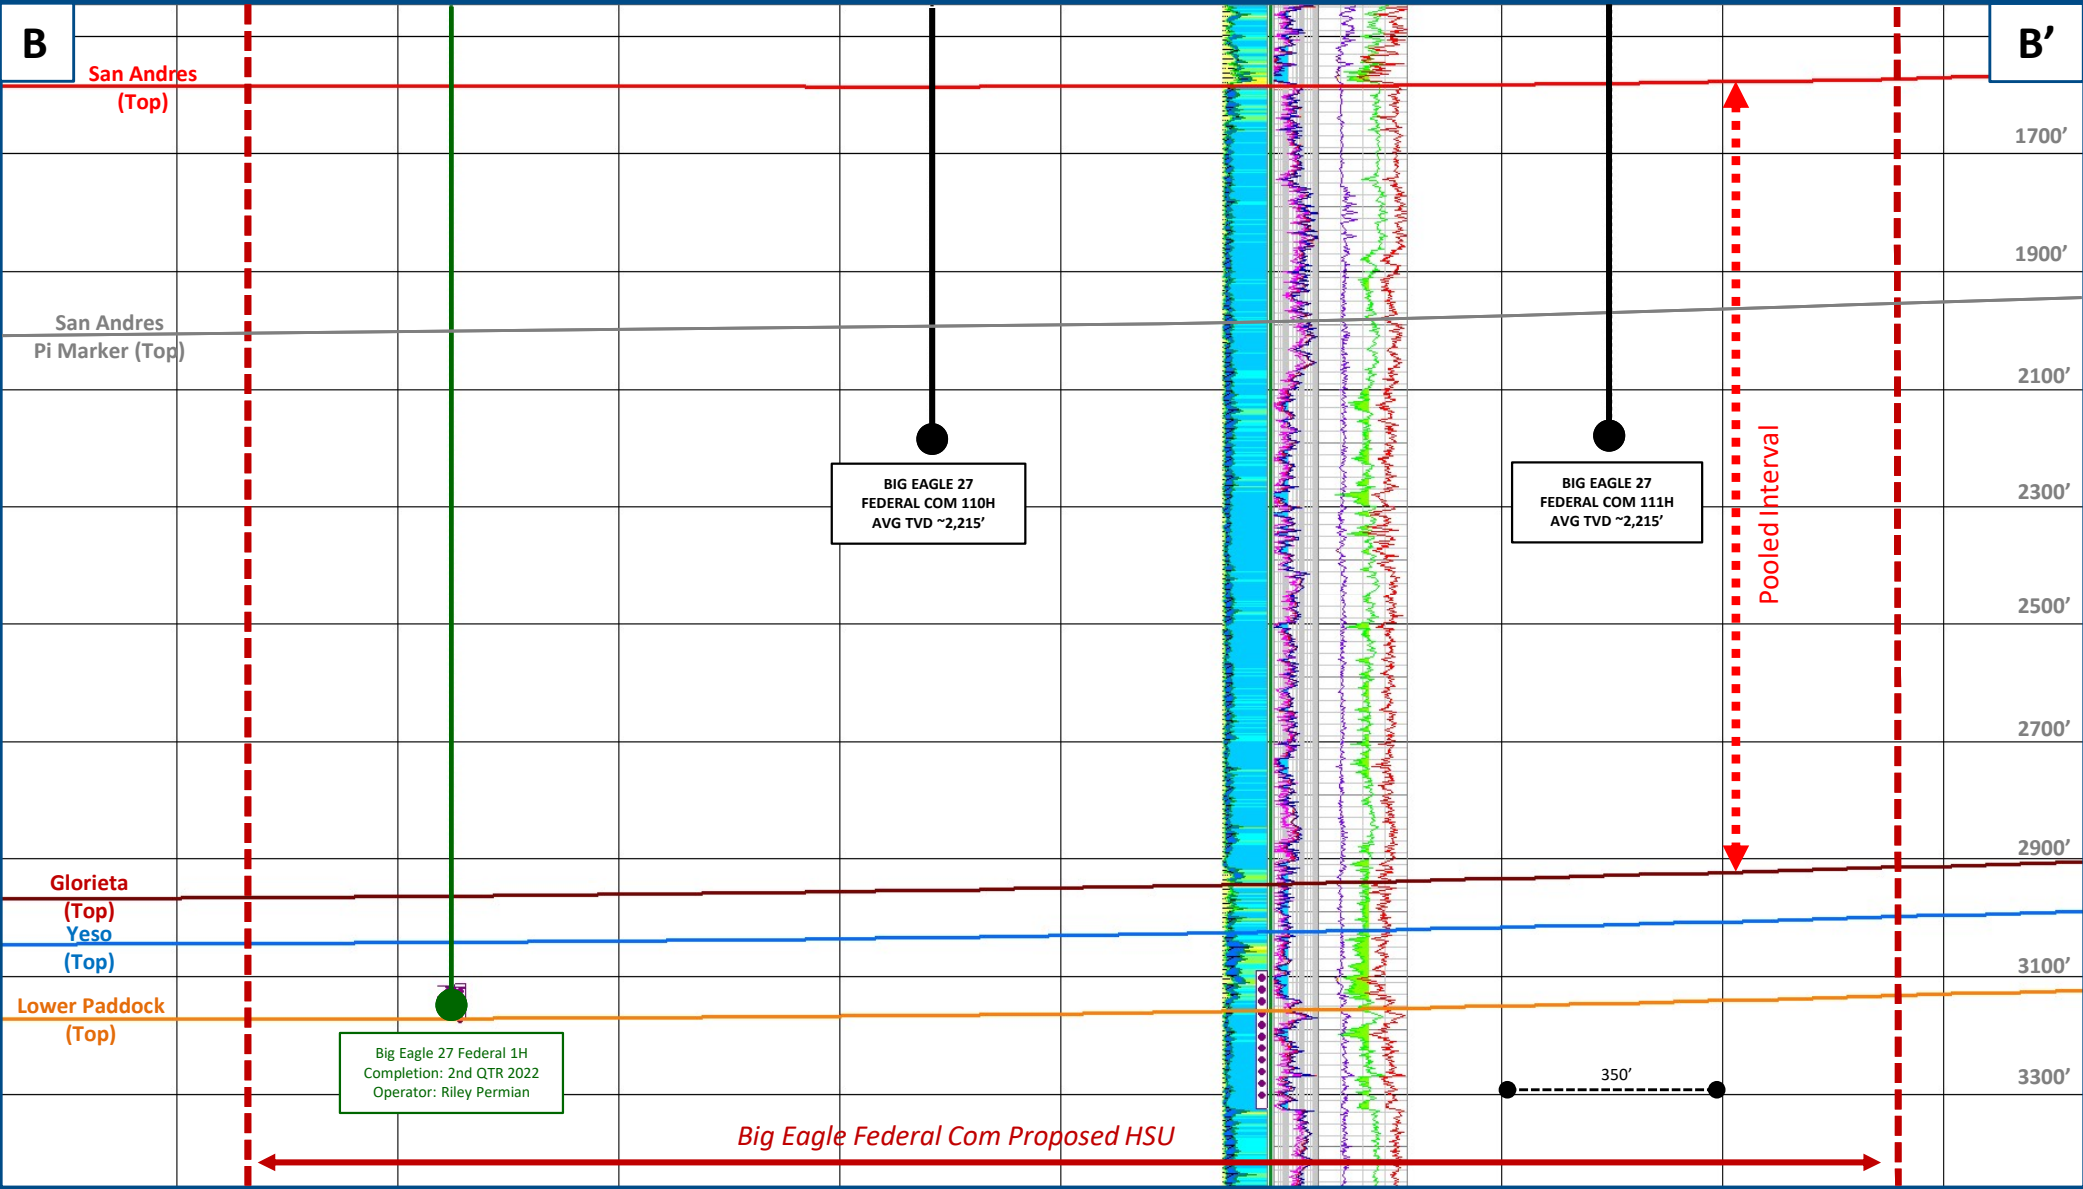 B
B’
San Andres
(Top)
1700’
1900’
San Andres
Pi Marker (Top)
2100’
Pooled Interval
BIG EAGLE 27
FEDERAL COM 110H
AVG TVD ~2,215’
BIG EAGLE 27
FEDERAL COM 111H
AVG TVD ~2,215’
2300’
2500’
2700’
2900’
Glorieta
(Top)
Yeso
(Top)
3100’
Lower Paddock
(Top)
Big Eagle 27 Federal 1H
Completion: 2nd QTR 2022
Operator: Riley Permian
350’
3300’
Big Eagle Federal Com Proposed HSU